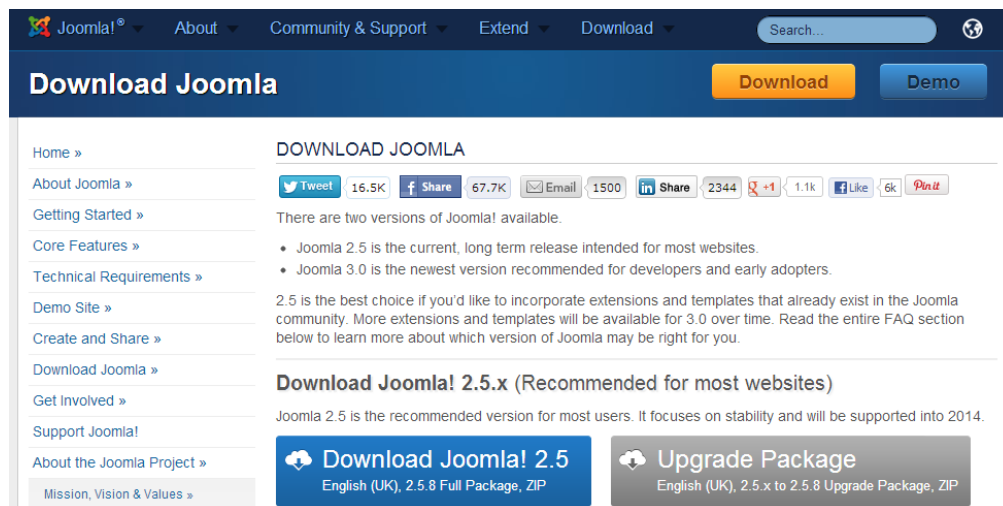 Joomla!® About Community & Support Extend Download Search...
Download Joomla Download Demo
Home »
About Joomla »
Getting Started »
Core Features »
Technical Requirements »
Demo Site »
Create and Share »
Download Joomla »
Get Involved »
Support Joomla!
About the Joomla Project »
Mission, Vision & Values »
DOWNLOAD JOOMLA
Tweet 16.5K f Share 67.7K Email 1500 in Share 2344 g +1 1.1k f Like 6k Pin it
There are two versions of Joomla! available.
• Joomla 2.5 is the current, long term release intended for most websites.
• Joomla 3.0 is the newest version recommended for developers and early adopters.
2.5 is the best choice if you'd like to incorporate extensions and templates that already exist in the Joomla
community. More extensions and templates will be available for 3.0 over time. Read the entire FAQ section
below to learn more about which version of Joomla may be right for you.
Download Joomla! 2.5.x (Recommended for most websites)
Joomla 2.5 is the recommended version for most users. It focuses on stability and will be supported into 2014.
Download Joomla! 2.5
English (UK), 2.5.8 Full Package, ZIP
Upgrade Package
English (UK), 2.5.x to 2.5.8 Upgrade Package, ZIP